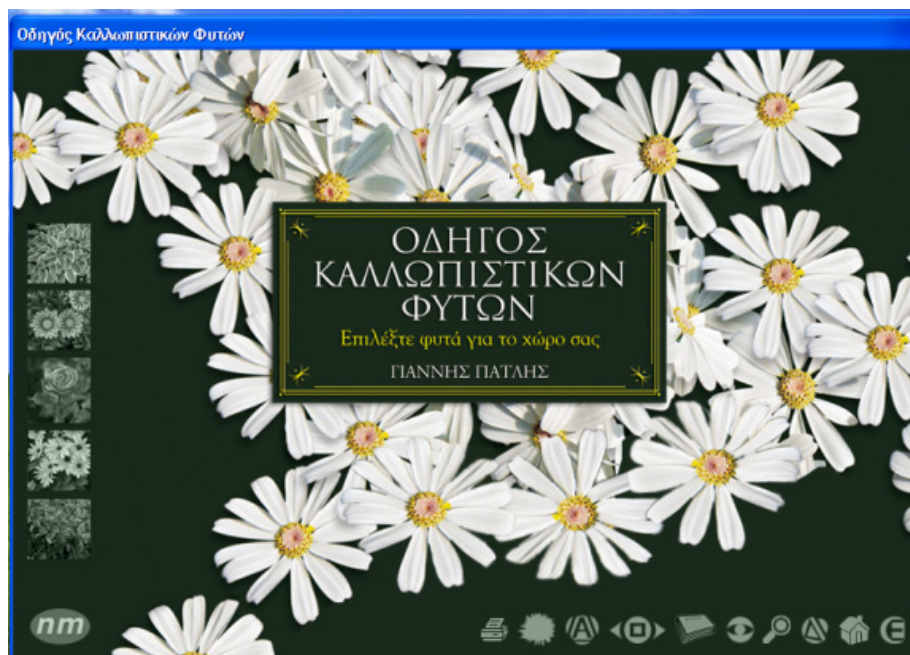 Οδηγός Καλλωπιστικών Φυτών
ΟΔΗΓΟΣ
ΚΑΛΛΩΠΙΣΤΙΚΩΝ
ΦΥΤΩΝ
Επιλέξτε φυτά για το χώρο σας
ΓΙΑΝΝΗΣ ΠΑΤΛΗΣ
nm